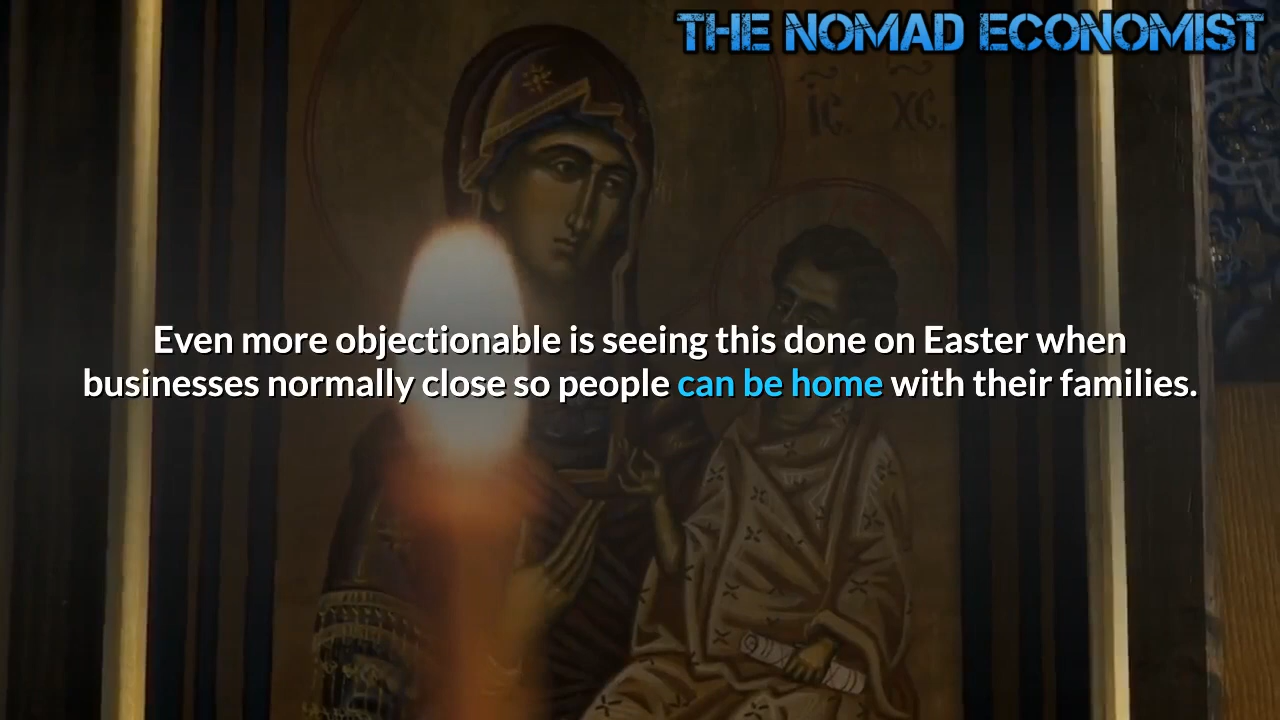 THE NOMAD ECONOMIST
IC. XC.
Even more objectionable is seeing this done on Easter when
businesses normally close so people can be home with their families.